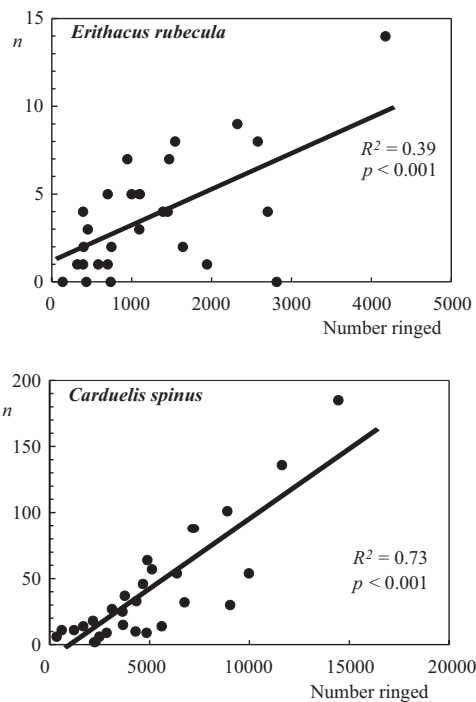 Erithacus rubecula
n
15
10
5
0
R² = 0.39
p < 0.001
0 1000 2000 3000 4000 5000
Number ringed
Carduelis spinus
n
200
150
100
50
0
R² = 0.73
p < 0.001
0 5000 10000 15000 20000
Number ringed